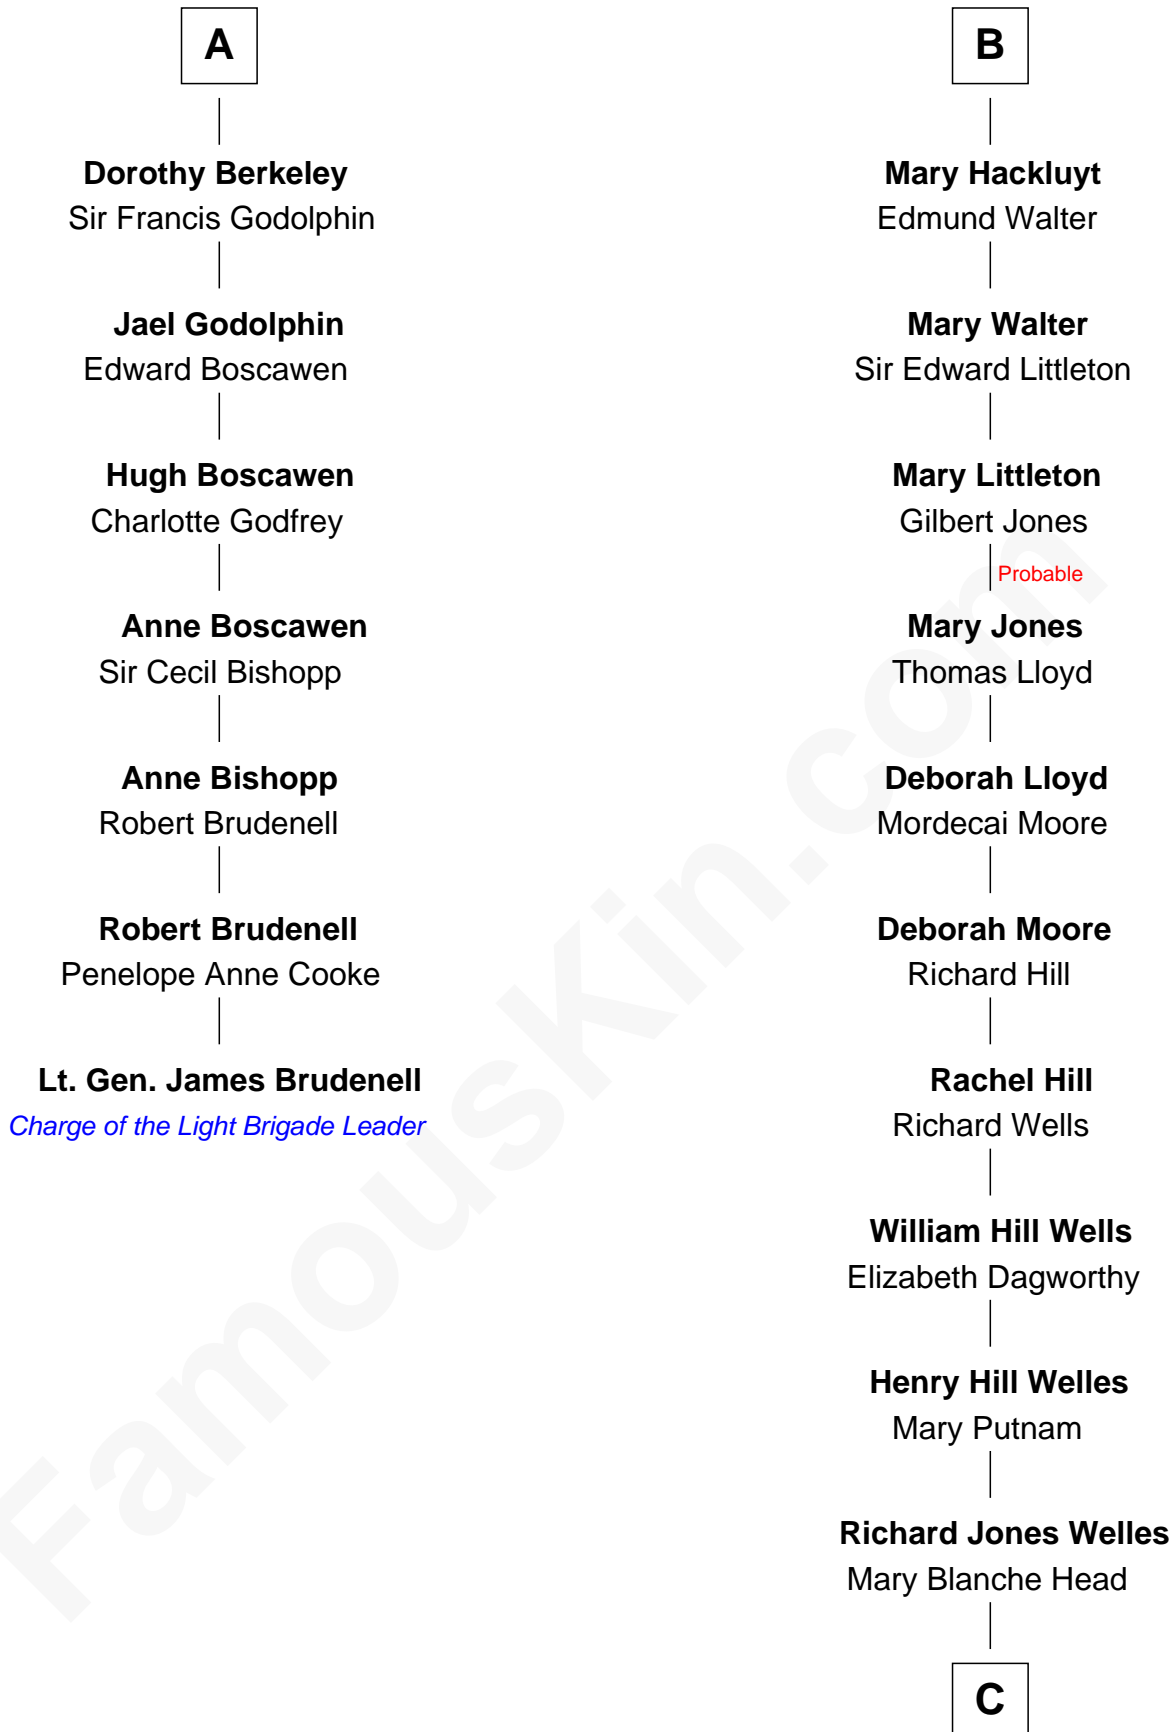 A
Dorothy Berkeley
Sir Francis Godolphin
Jael Godolphin
Edward Boscawen
Hugh Boscawen
Charlotte Godfrey
Anne Boscawen
Sir Cecil Bishopp
Anne Bishopp
Robert Brudenell
Robert Brudenell
Penelope Anne Cooke
Lt. Gen. James Brudenell
Charge of the Light Brigade Leader
B
Mary Hackluyt
Edmund Walter
Mary Walter
Sir Edward Littleton
Mary Littleton
Gilbert Jones
Probable
Mary Jones
Thomas Lloyd
Deborah Lloyd
Mordecai Moore
Deborah Moore
Richard Hill
Rachel Hill
Richard Wells
William Hill Wells
Elizabeth Dagworthy
Henry Hill Welles
Mary Putnam
Richard Jones Welles
Mary Blanche Head
C
FamousKin.com